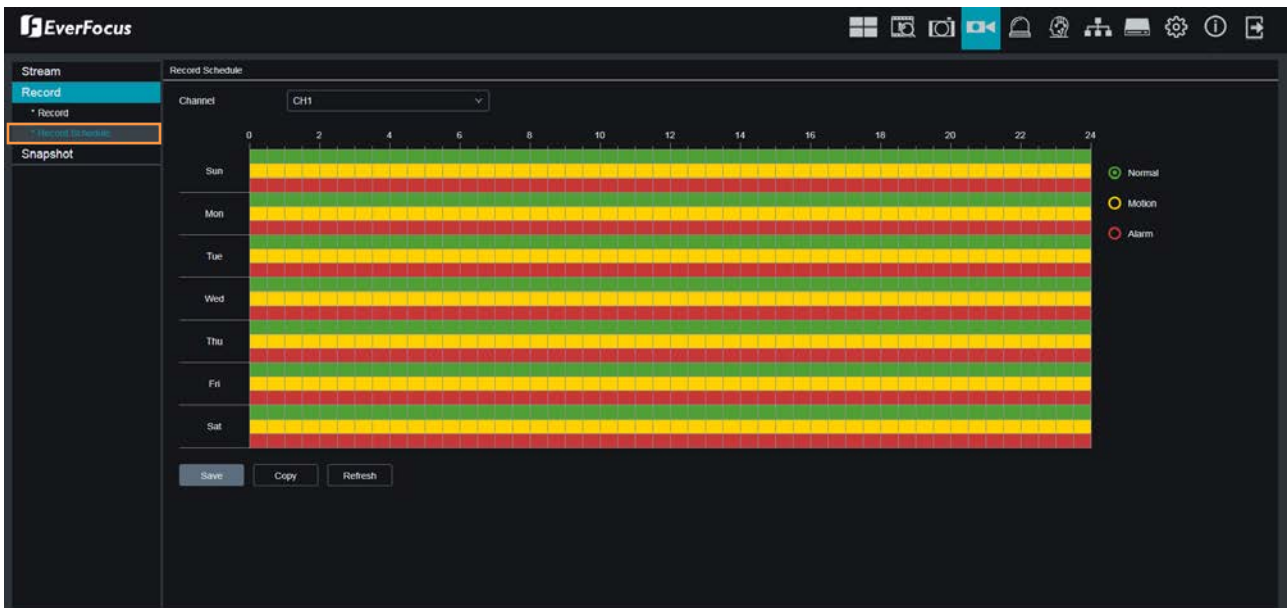 EverFocus
Stream
Record
* Record
* Record Schedule
Snapshot
Record Schedule
Channel CH1
0 2 4 6 8 10 12 14 16 18 20 22 24
Sun
Mon
Tue
Wed
Thu
Fri
Sat
Normal
Motion
Alarm
Save Copy Refresh